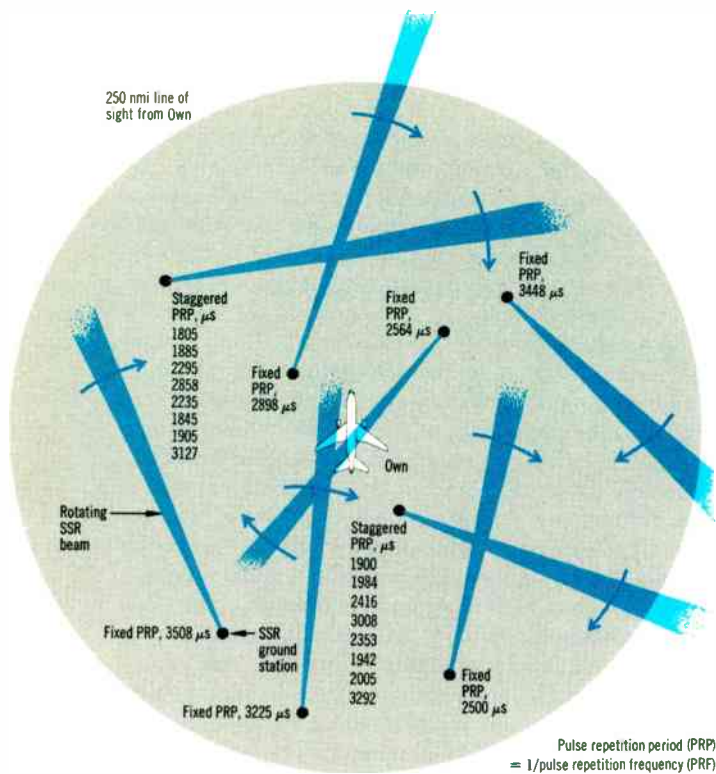 250 nmi line of
sight from Own
Fixed
PRP,
3448 μs
Staggered
PRP, μs
1805
1885
2295
2858
2235
1845
1905
3127
Fixed
PRP,
2564 μs
Fixed
PRP,
2898 μs
Own
Rotating
SSR
beam
Staggered
PRP, μs
1900
1984
2416
3008
2353
1942
2005
3292
Fixed PRP, 3508 μs
SSR
ground
station
Fixed PRP, 3225 μs
Fixed
PRP,
2500 μs
Pulse repetition period (PRP)
= 1/pulse repetition frequency (PRF)